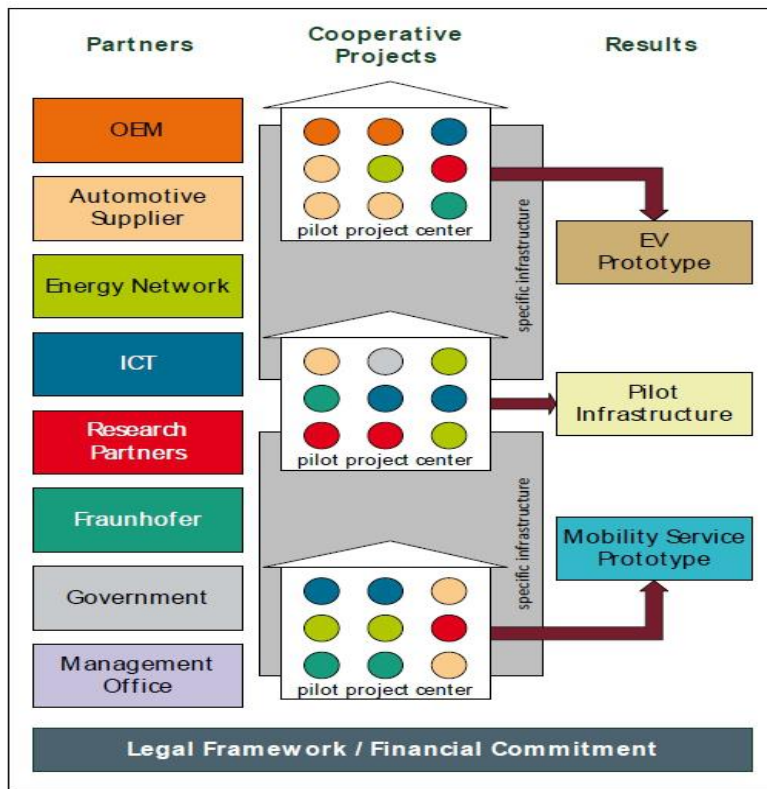 Partners
Cooperative
Projects
Results
OEM
Automotive
Supplier
Energy Network
ICT
Research
Partners
Fraunhofer
Government
Management
Office
pilot project center
specific infrastructure
pilot project center
specific infrastructure
pilot project center
EV
Prototype
Pilot
Infrastructure
Mobility Service
Prototype
Legal Framework / Financial Commitment